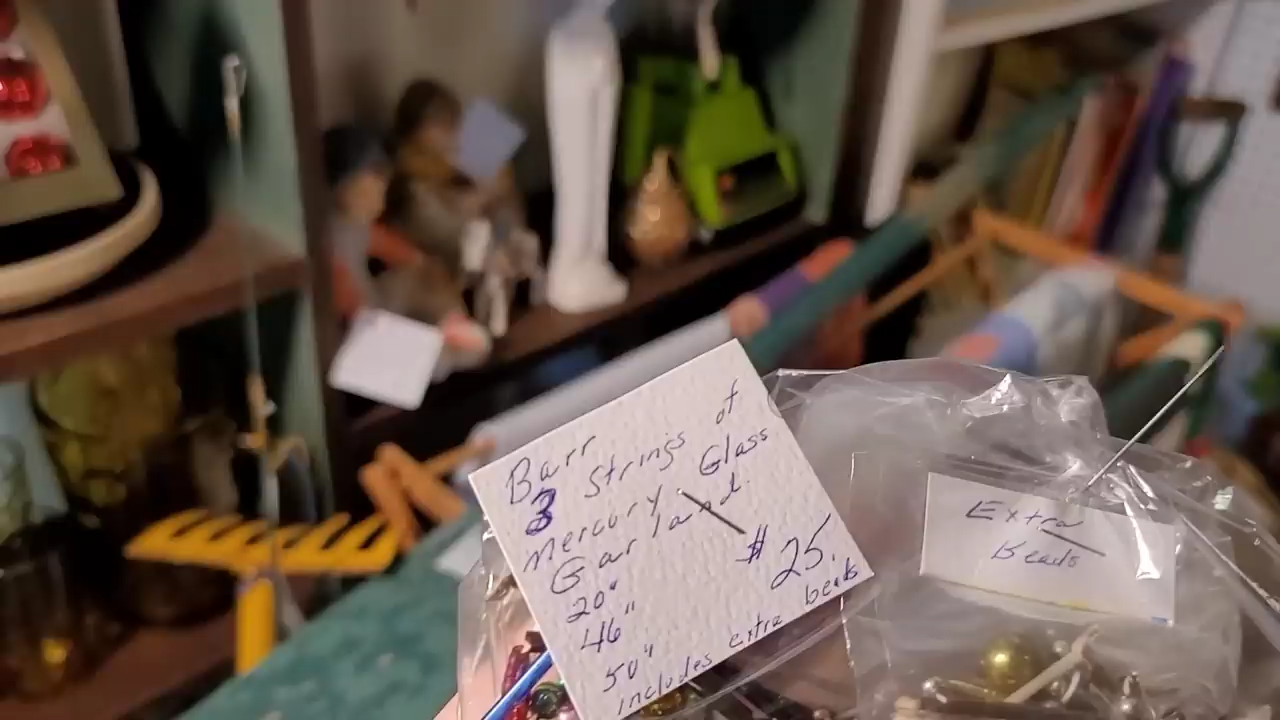 Barr
3 Strings of
Mercury Glass
Garland.
20"
46"
50"
$25.
includes extra beads
Extra
Beads